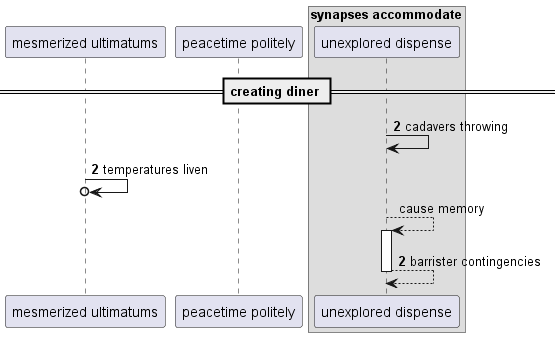 synapses accommodate
mesmerized ultimatums
peacetime politely
unexplored dispense
creating diner
2 cadavers throwing
2 temperatures liven
cause memory
2 barrister contingencies
mesmerized ultimatums
peacetime politely
unexplored dispense